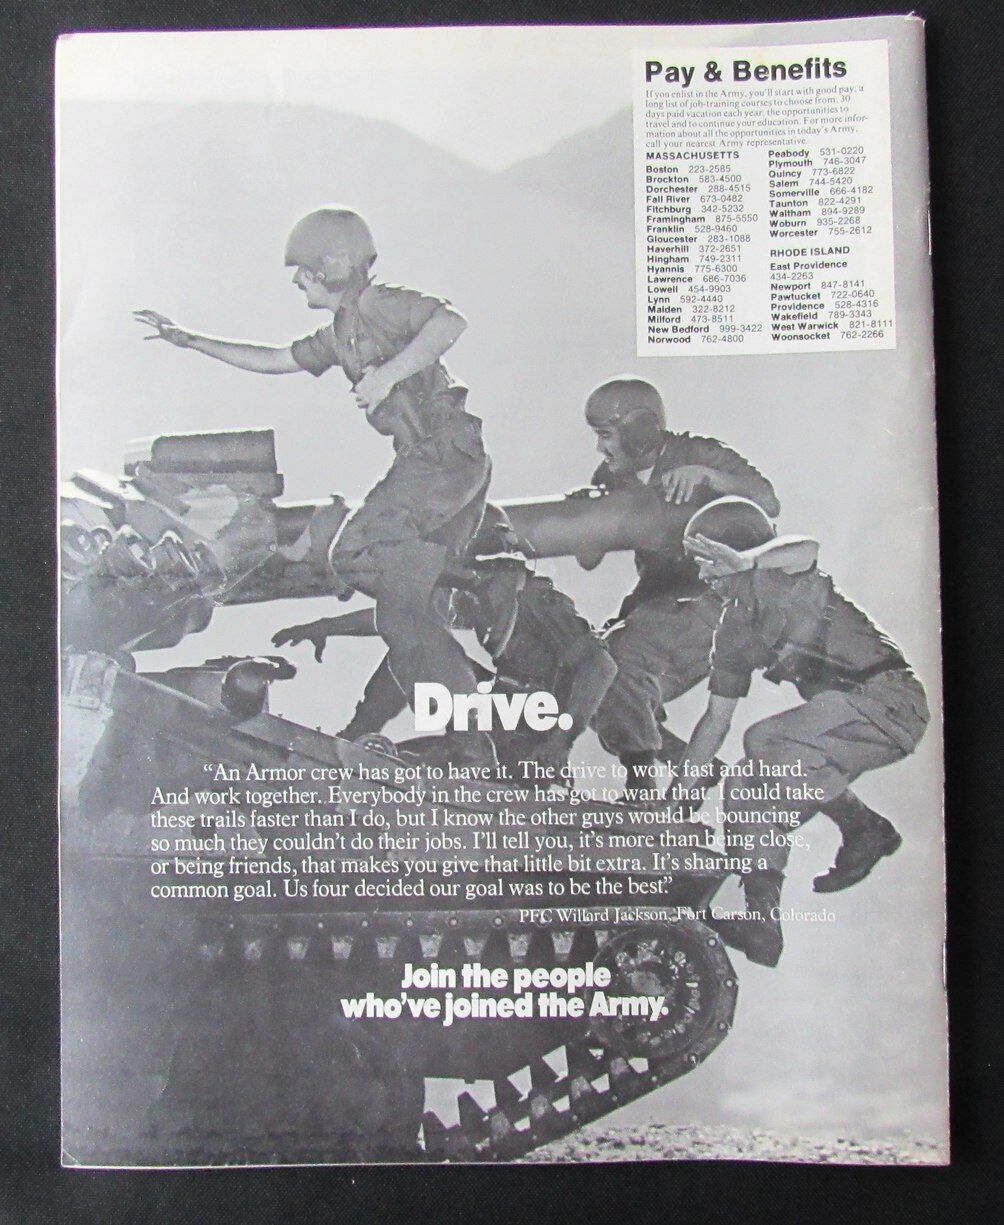 Pay & Benefits
If you enlist in the Army, you'll start with good pay, a
long list of job-training courses to choose from, 30
days paid vacation each year, the opportunities to
travel and to continue your education. For more infor-
mation about all the opportunities in today's Army,
call your nearest Army representative.
MASSACHUSETTS
Boston 223-2585
Brockton 583-4500
Dorchester 288-4515
Fall River 673-0482
Fitchburg 342-5232
Framingham 875-5550
Franklin 528-9460
Gloucester 283-1088
Haverhill 372-2651
Hingham 749-2311
Hyannis 775-6300
Lawrence 686-7036
Lowell 454-9903
Lynn 592-4440
Malden 322-8212
Milford 473-8511
New Bedford 999-3422
Norwood 762-4800
Peabody 531-0220
Plymouth 746-3047
Quincy 773-6822
Salem 744-5420
Somerville 666-4182
Taunton 822-4291
Waltham 894-9289
Woburn 935-2268
Worcester 755-2612
RHODE ISLAND
East Providence
434-2263
Newport 847-8141
Pawtucket 722-0640
Providence 528-4316
Wakefield 789-3343
West Warwick 821-8111
Woonsocket 762-2266
Drive.
“An Armor crew has got to have it. The drive to work fast and hard.
And work together. Everybody in the crew has got to want that. I could take
these trails faster than I do, but I know the other guys would be bouncing
so much they couldn't do their jobs. I'll tell you, it's more than being close,
or being friends, that makes you give that little bit extra. It's sharing a
common goal. Us four decided our goal was to be the best.”
PFC Willard Jackson, Fort Carson, Colorado
Join the people
who've joined the Army.